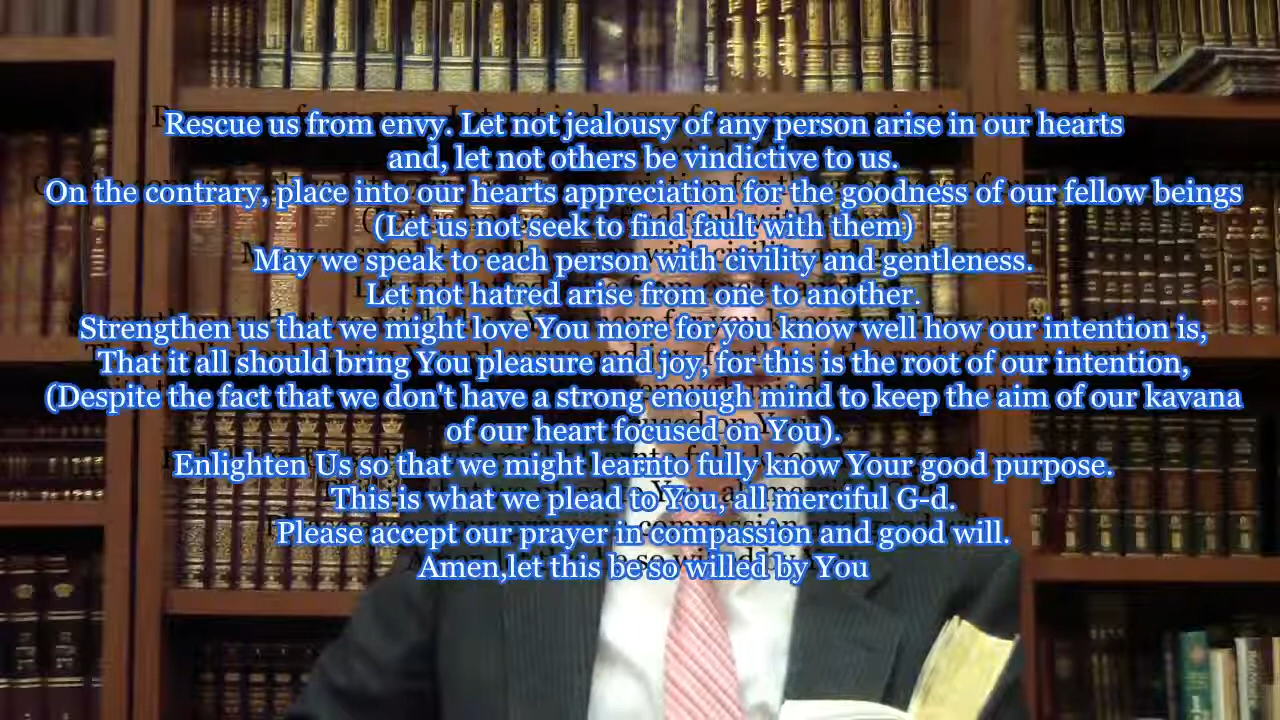 Rescue us from envy. Let not jealousy of any person arise in our hearts
and, let not others be vindictive to us.
On the contrary, place into our hearts appreciation for the goodness of our fellow beings
(Let us not seek to find fault with them)
May we speak to each person with civility and gentleness.
Let not hatred arise from one to another.
Strengthen us that we might love You more for you know well how our intention is,
That it all should bring You pleasure and joy, for this is the root of our intention,
(Despite the fact that we don't have a strong enough mind to keep the aim of our kavana
of our heart focused on You).
Enlighten Us so that we might learnto fully know Your good purpose.
This is what we plead to You, all merciful G-d.
Please accept our prayer in compassion and good will.
Amen,let this be so willed by You